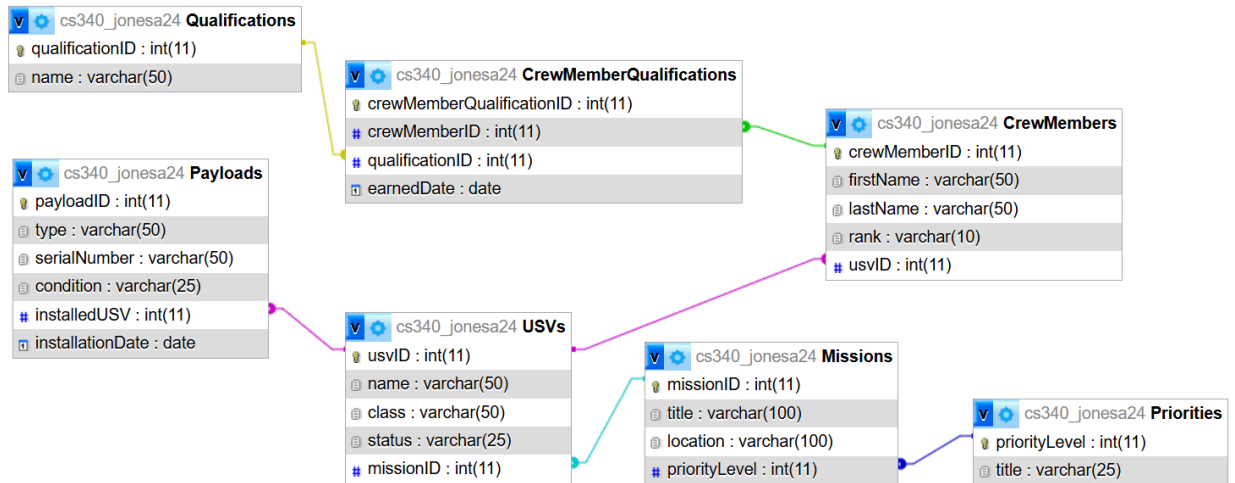 v cs340_jonesa24 Qualifications
qualificationID : int(11)
name : varchar(50)
v cs340_jonesa24 CrewMemberQualifications
crewMemberQualificationID : int(11)
# crewMemberID : int(11)
# qualificationID : int(11)
earnedDate : date
v cs340_jonesa24 CrewMembers
crewMemberID : int(11)
firstName : varchar(50)
lastName : varchar(50)
rank : varchar(10)
# usvID : int(11)
v cs340_jonesa24 Payloads
payloadID : int(11)
type : varchar(50)
serialNumber : varchar(50)
condition : varchar(25)
# installedUSV : int(11)
installationDate : date
v cs340_jonesa24 USVs
usvID : int(11)
name : varchar(50)
class : varchar(50)
status : varchar(25)
# missionID : int(11)
v cs340_jonesa24 Missions
missionID : int(11)
title : varchar(100)
location : varchar(100)
# priorityLevel : int(11)
v cs340_jonesa24 Priorities
priorityLevel : int(11)
title : varchar(25)